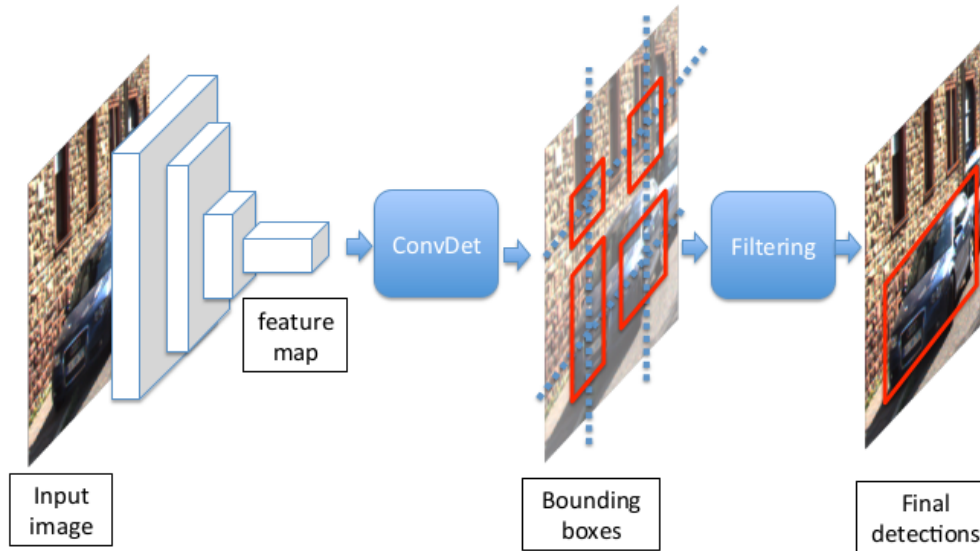 ConvDet
Filtering
feature
map
Input
image
Bounding
boxes
Final
detections